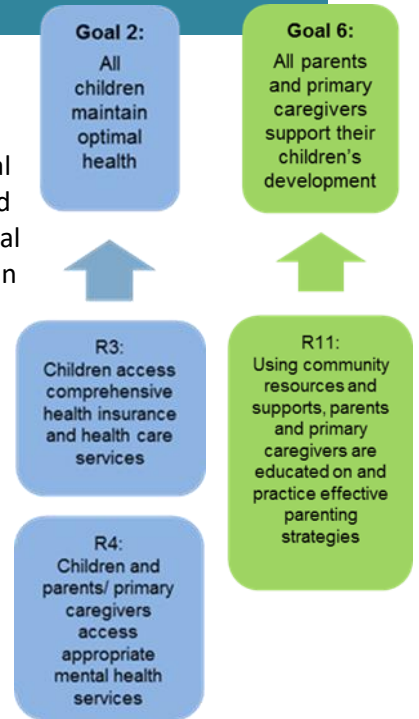 Goal 2:
All
children
maintain
optimal
health
Goal 6:
All parents
and primary
caregivers
support their
children's
development
al
d
al
n
R3:
Children access
comprehensive
health insurance
and health care
services
R4:
Children and
parents/ primary
caregivers
access
appropriate
mental health
services
R11:
Using community
resources and
supports, parents
and primary
caregivers are
educated on and
practice effective
parenting
strategies